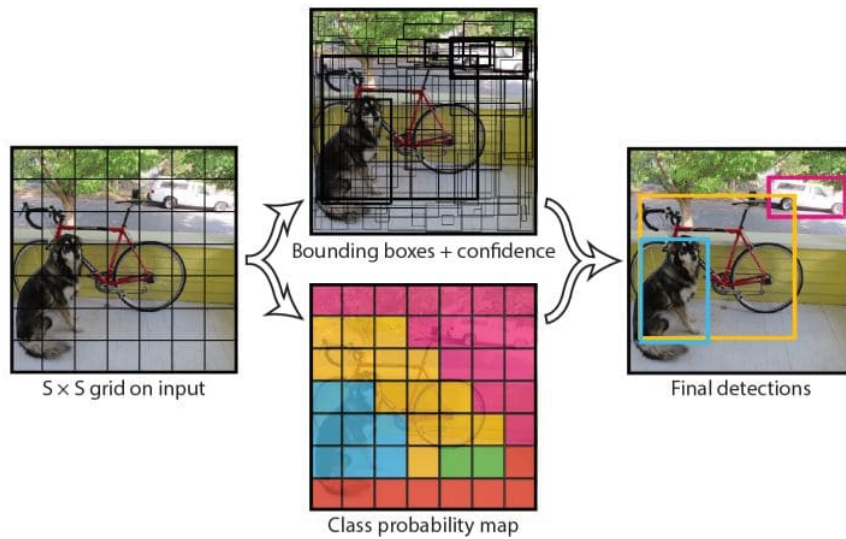 Bounding boxes + confidence
S × S grid on input
Final detections
Class probability map